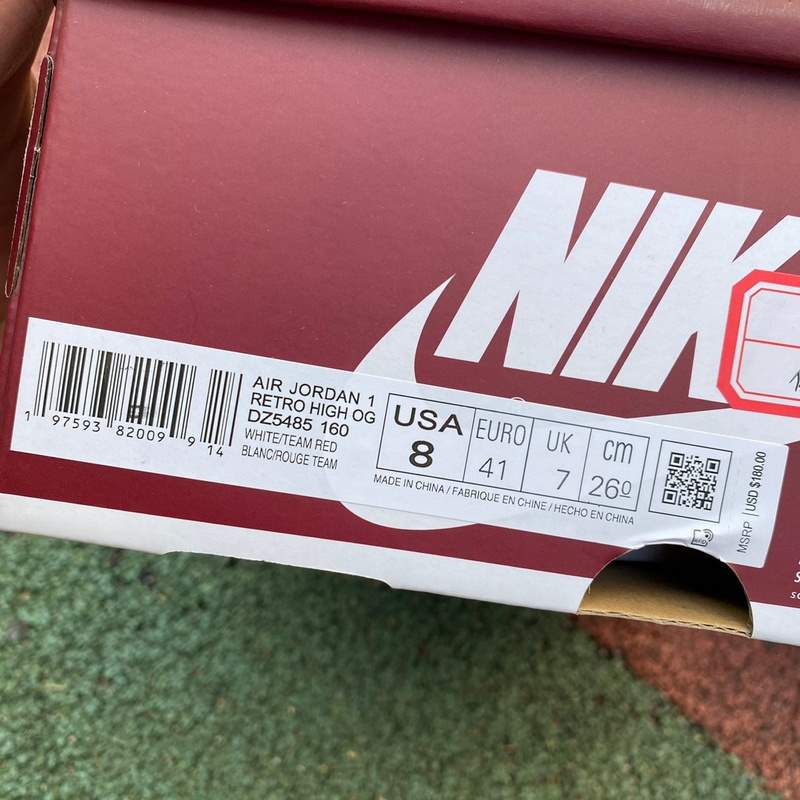 NIK
AIR JORDAN 1
RETRO HIGH OG
DZ5485 160
WHITE/TEAM RED
BLANC/ROUGE TEAM
1 97593 82009 9 14
USA
8
EURO
41
UK
7
cm
26.0
MADE IN CHINA / FABRIQUE EN CHINE / HECHO EN CHINA
MSRP USD $180.00